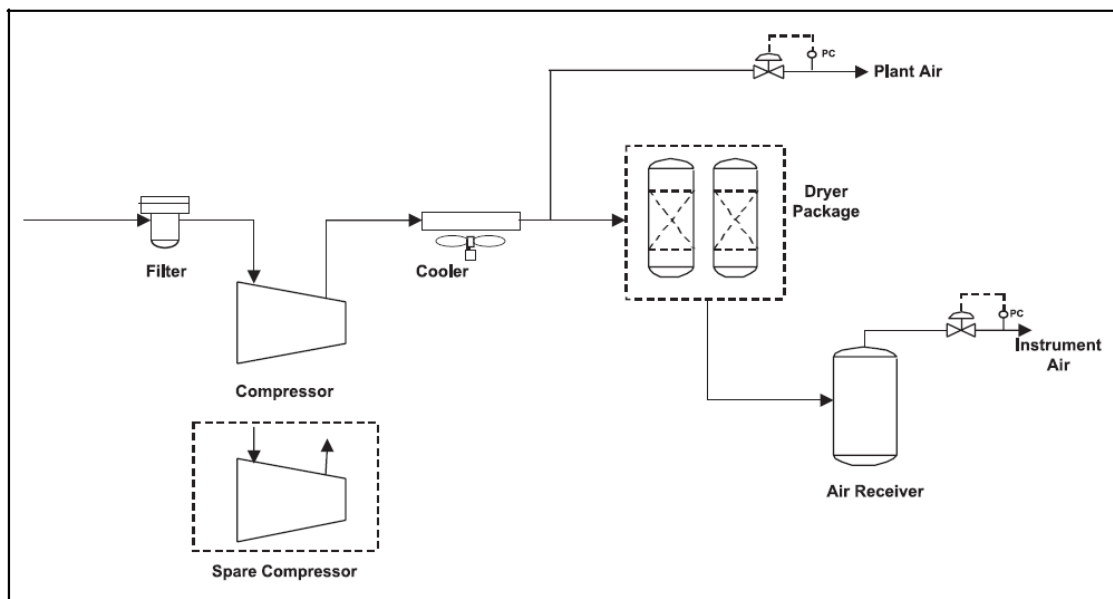 PC
Plant Air
Dryer
Package
Filter
Cooler
PC
Instrument
Air
Compressor
Air Receiver
Spare Compressor